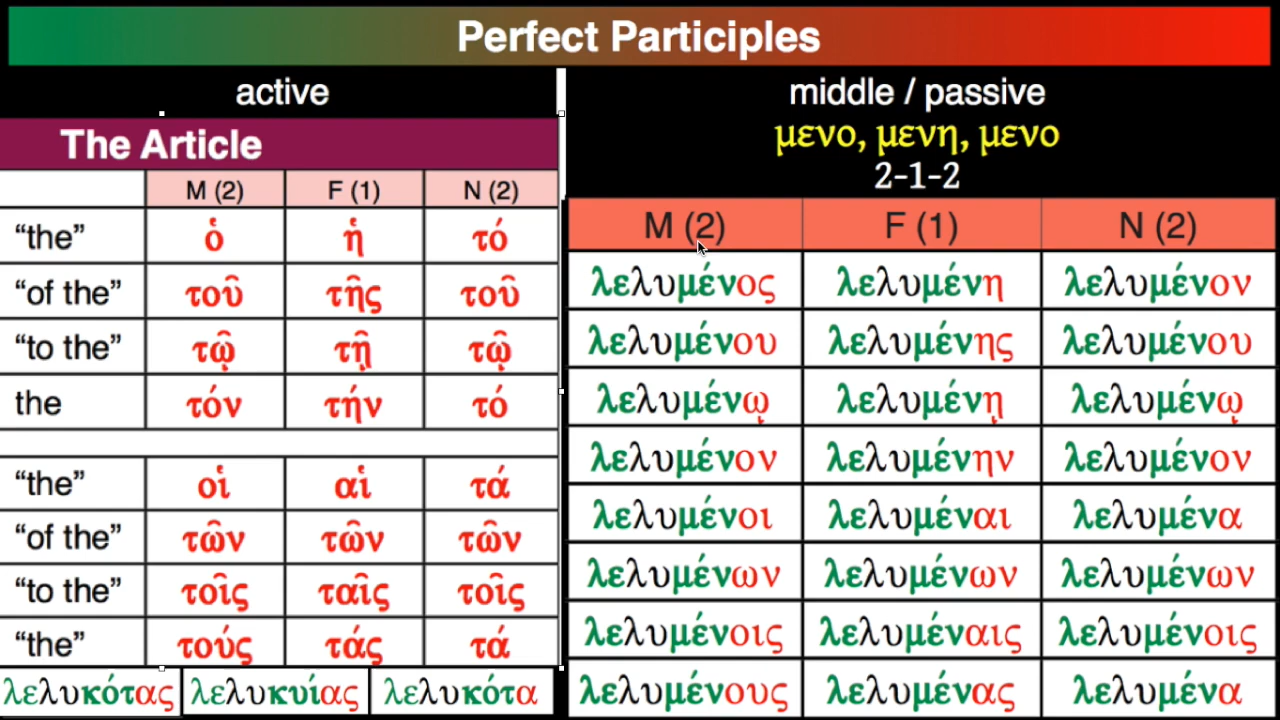 Perfect Participles
active
The Article
M (2) F (1) N (2)
“the” ὁ ἡ τό
“of the” τοῦ τῆς τοῦ
“to the” τῷ τῇ τῷ
the τόν τήν τό
“the” οἱ αἱ τά
“of the” τῶν τῶν τῶν
“to the” τοῖς ταῖς τοῖς
“the” τούς τάς τά
λελυκότας λελυκυίας λελυκότα
middle / passive
μενο, μενη, μενο
2-1-2
M (2) F (1) N (2)
λελυμένος λελυμένη λελυμένον
λελυμένου λελυμένης λελυμένου
λελυμένῳ λελυμένῃ λελυμένῳ
λελυμένον λελυμένην λελυμένον
λελυμένοι λελυμέναι λελυμένα
λελυμένων λελυμένων λελυμένων
λελυμένοις λελυμέναις λελυμένοις
λελυμένους λελυμένας λελυμένα